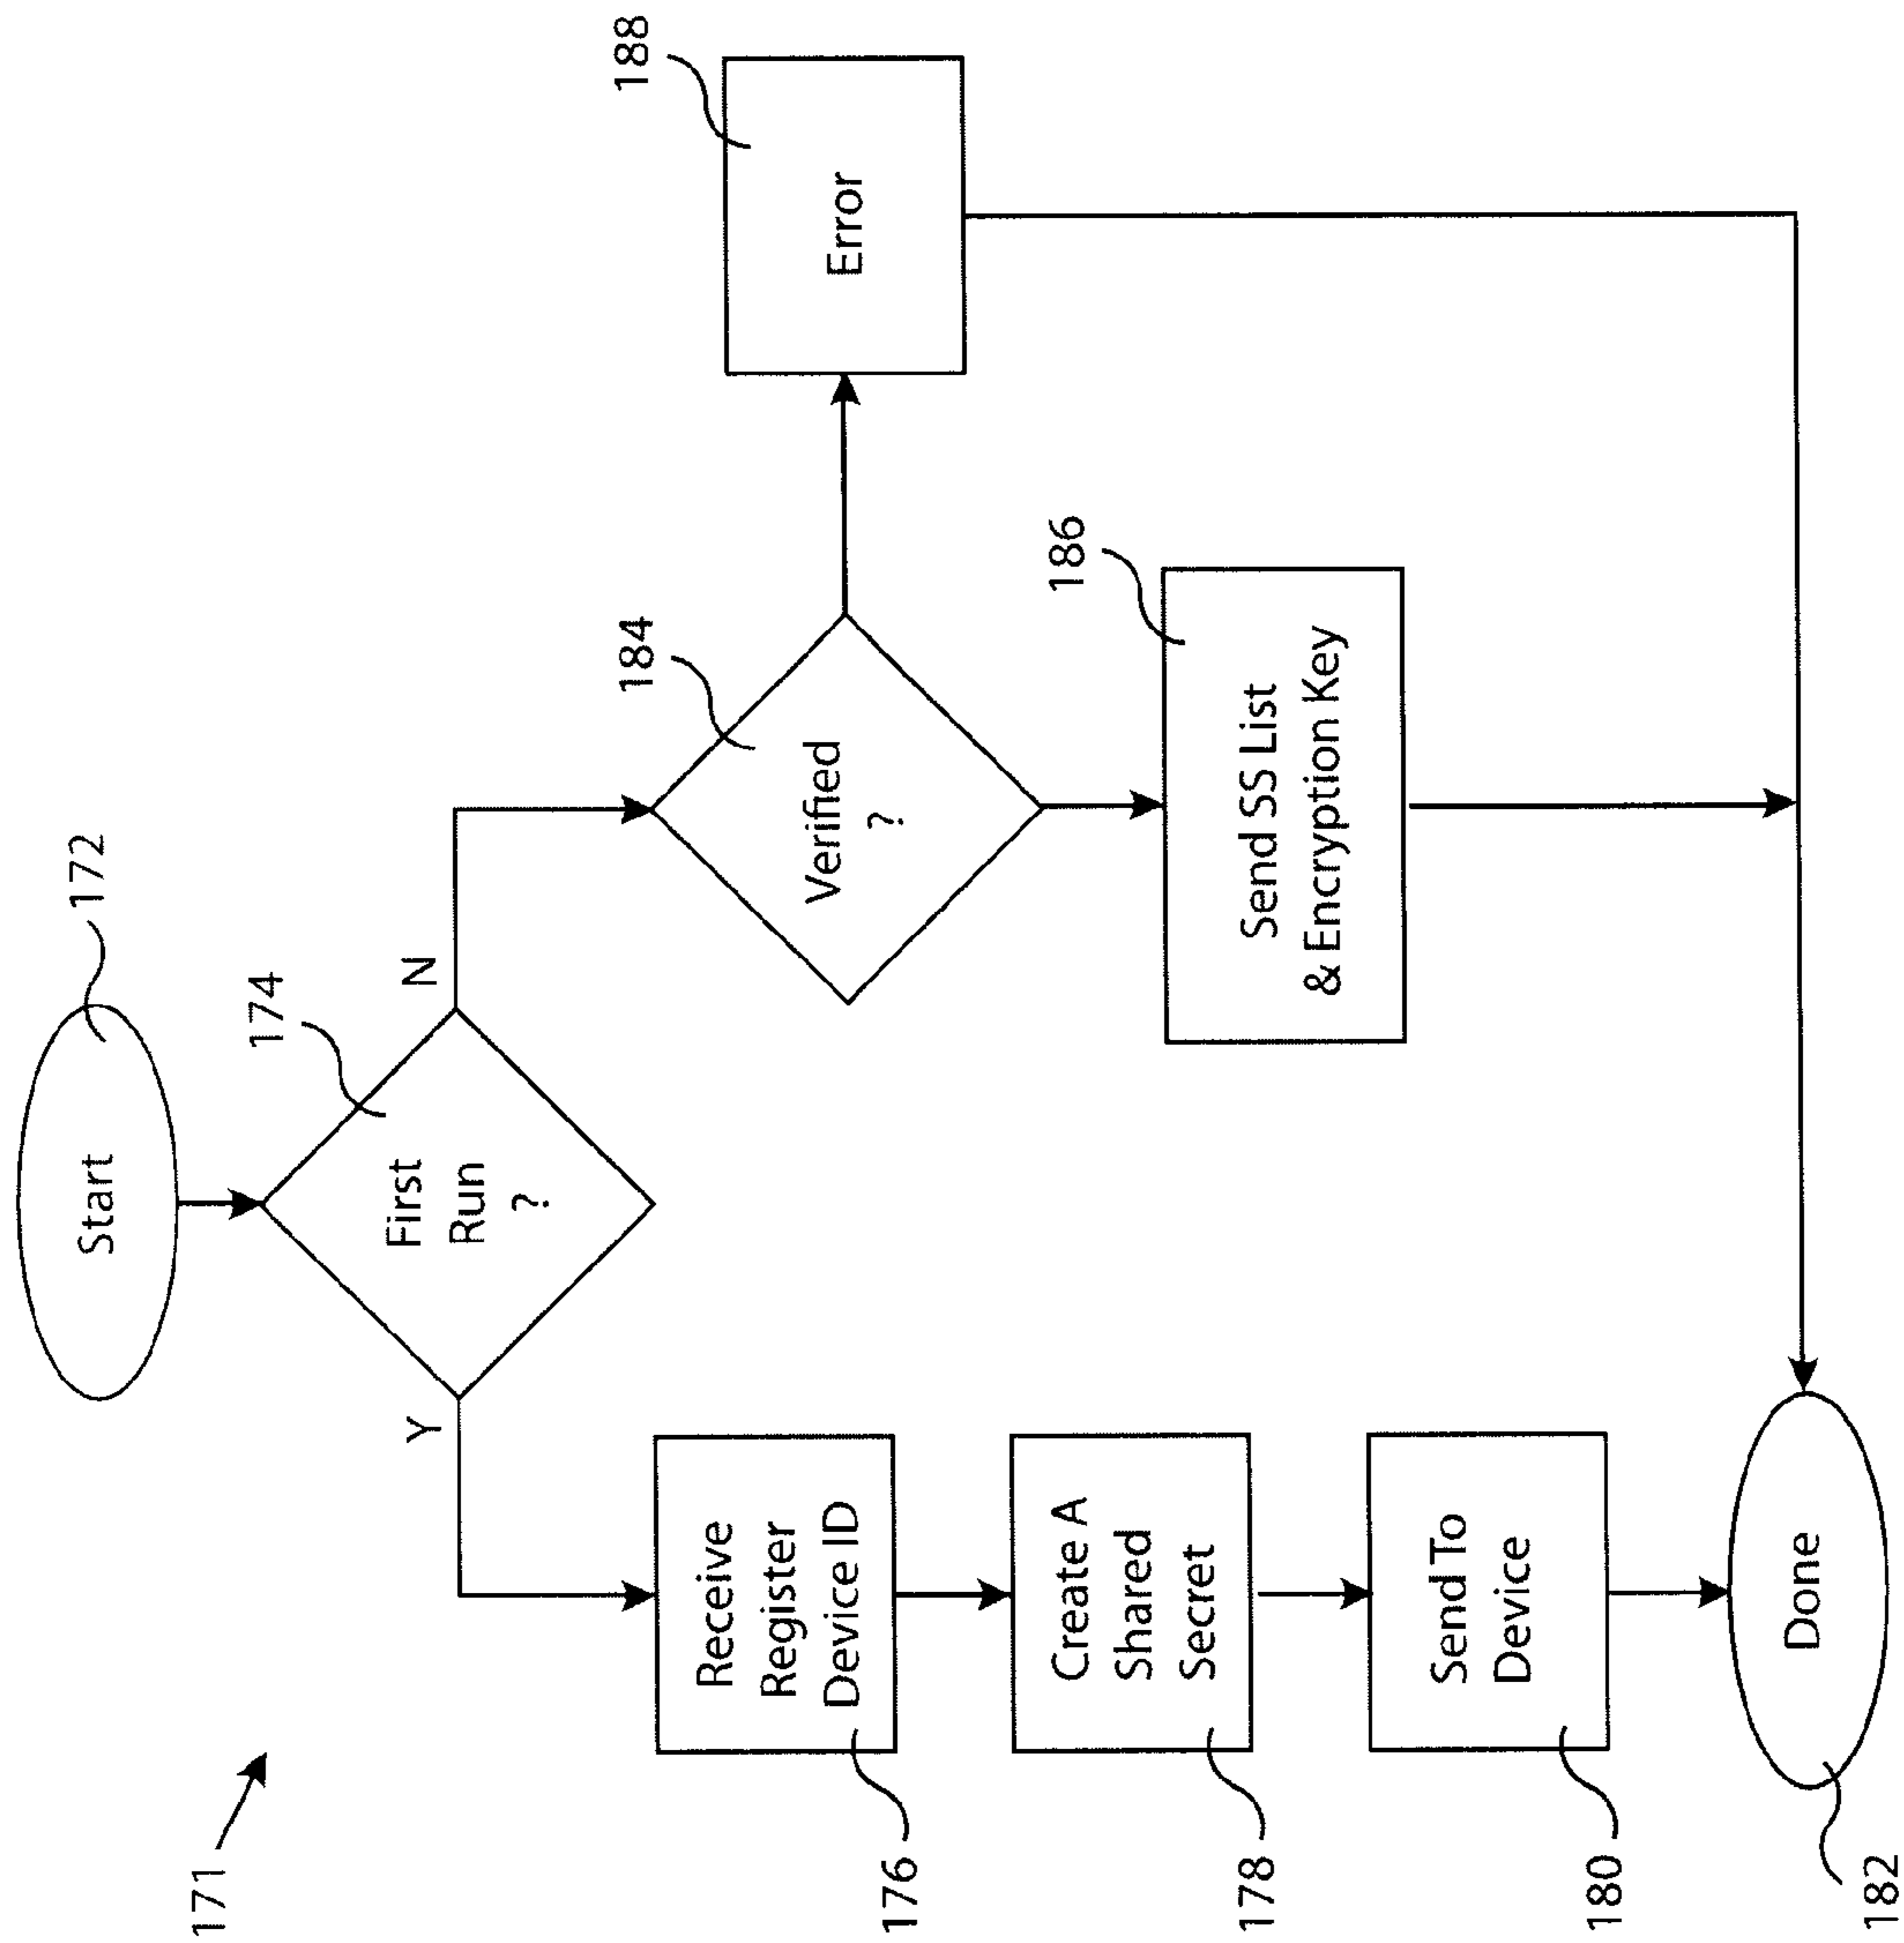 171
Start
172
First
Run
?
174
Y
N
Receive
Register
Device ID
176
Create A
Shared
Secret
178
Send To
Device
180
Done
182
Verified
?
184
Send SS List
& Encryption Key
186
Error
188